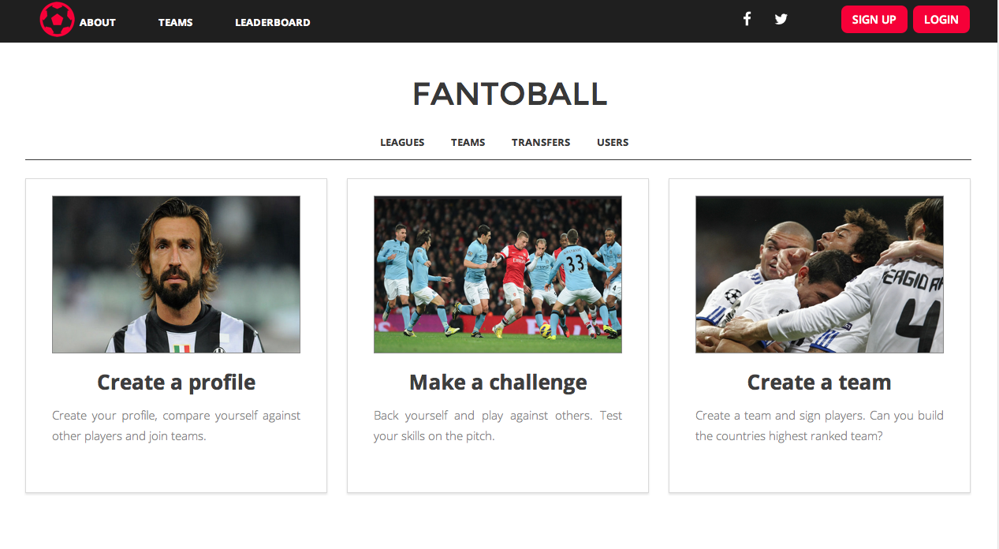 ABOUT TEAMS LEADERBOARD SIGN UP LOGIN
FANTOBALL
LEAGUES TEAMS TRANSFERS USERS
33
4
Create a profile Make a challenge Create a team
Create your profile, compare yourself against
other players and join teams.
Back yourself and play against others. Test
your skills on the pitch.
Create a team and sign players. Can you build
the countries highest ranked team?